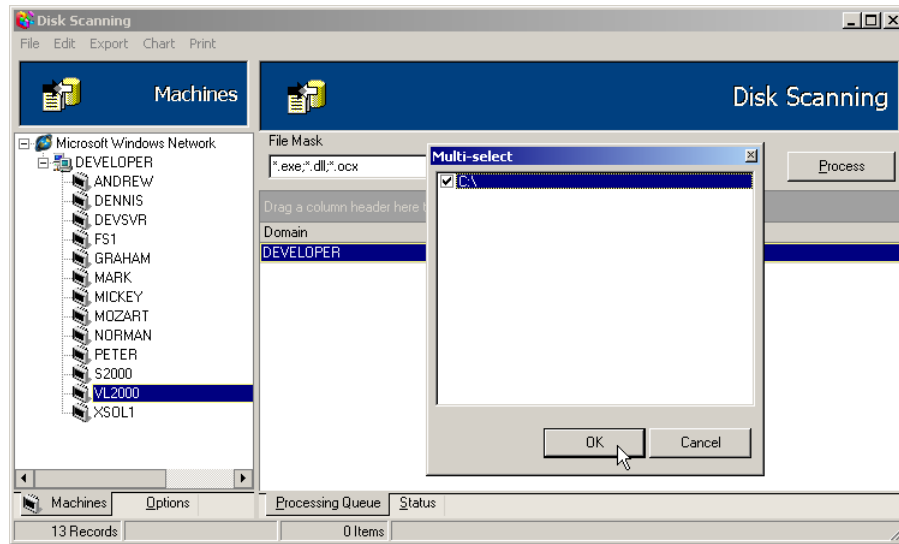 Disk Scanning
File Edit Export Chart Print
Machines
Disk Scanning
Microsoft Windows Network
DEVELOPER
ANDREW
DENNIS
DEVSVR
FS1
GRAHAM
MARK
MICKEY
MOZART
NORMAN
PETER
S2000
VL2000
XSOL1
File Mask
*.exe;*.dll;*.ocx
Process
Drag a column header here t
Domain
DEVELOPER
Multi-select
C:\
OK Cancel
Machines Options
Processing Queue Status
13 Records 0 Items